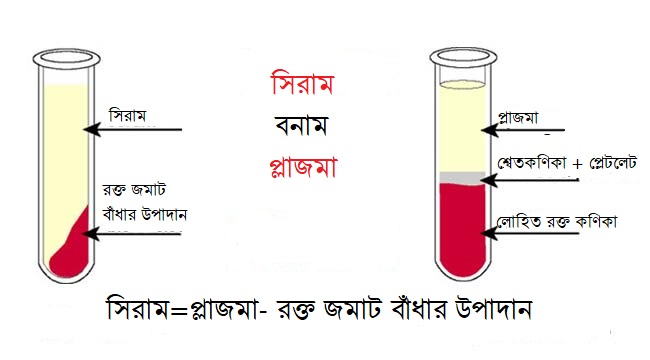 সিরাম
রক্ত জমাট
বাঁধার উপাদান
সিরাম
বনাম
প্লাজমা
প্লাজমা
শ্বেতকণিকা + প্লেটলেট
লোহিত রক্ত কণিকা
সিরাম=প্লাজমা- রক্ত জমাট বাঁধার উপাদান